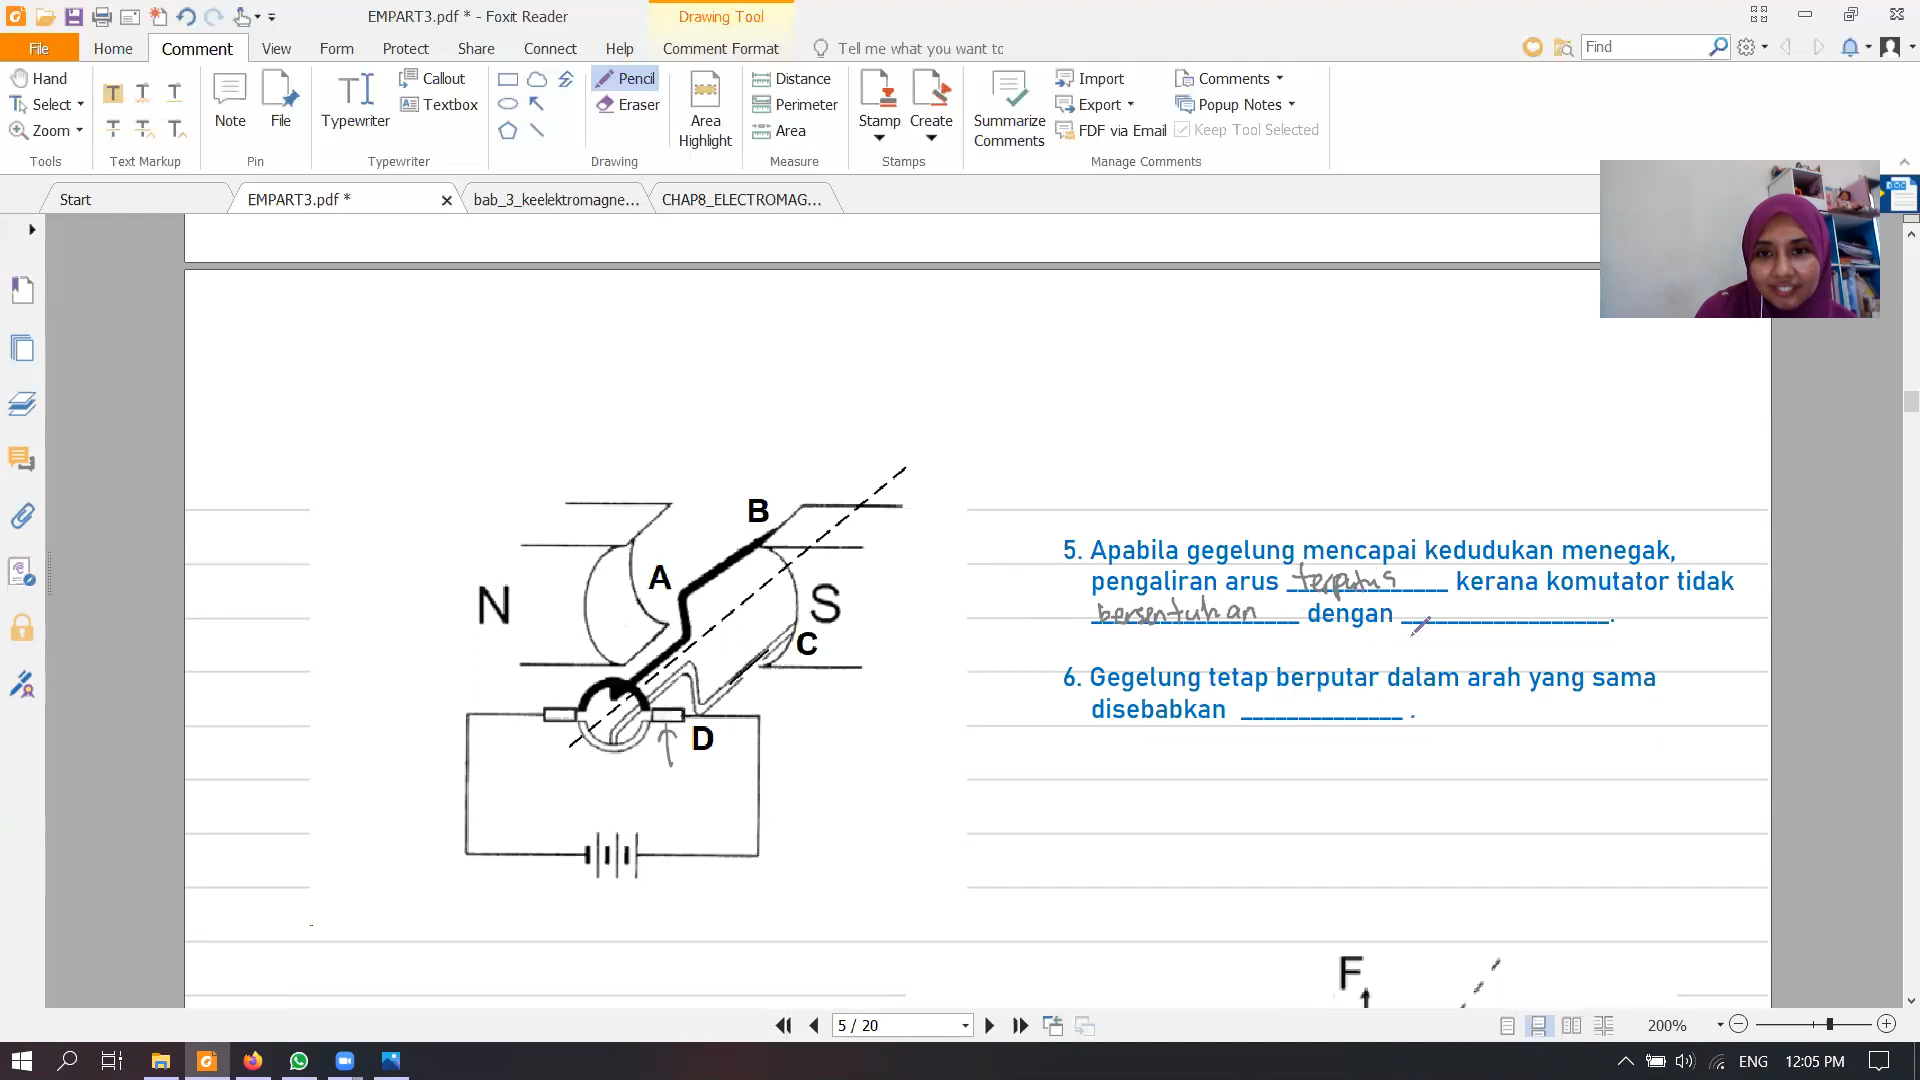 EMPART3.pdf * - Foxit Reader
Drawing Tool
File Home Comment View Form Protect Share Connect Help Comment Format Tell me what you want to Find
Hand
Select
Zoom
Tools
Text Markup
Note
File
Pin
Typewriter
Typewriter
Callout
Textbox
Pencil
Eraser
Drawing
Area
Highlight
Distance
Perimeter
Area
Measure
Stamp
Create
Stamps
Summarize
Comments
Import
Export
FDF via Email
Comments
Popup Notes
Keep Tool Selected
Manage Comments
Start EMPART3.pdf * bab_3_keelektromagne... CHAP8_ELECTROMAG...
B
A
N
S
C
D
5. Apabila gegelung mencapai kedudukan menegak,
pengaliran arus terputus kerana komutator tidak
bersentuhan dengan __________________.
6. Gegelung tetap berputar dalam arah yang sama
disebabkan ______________ .
F
5 / 20
200%
ENG 12:05 PM